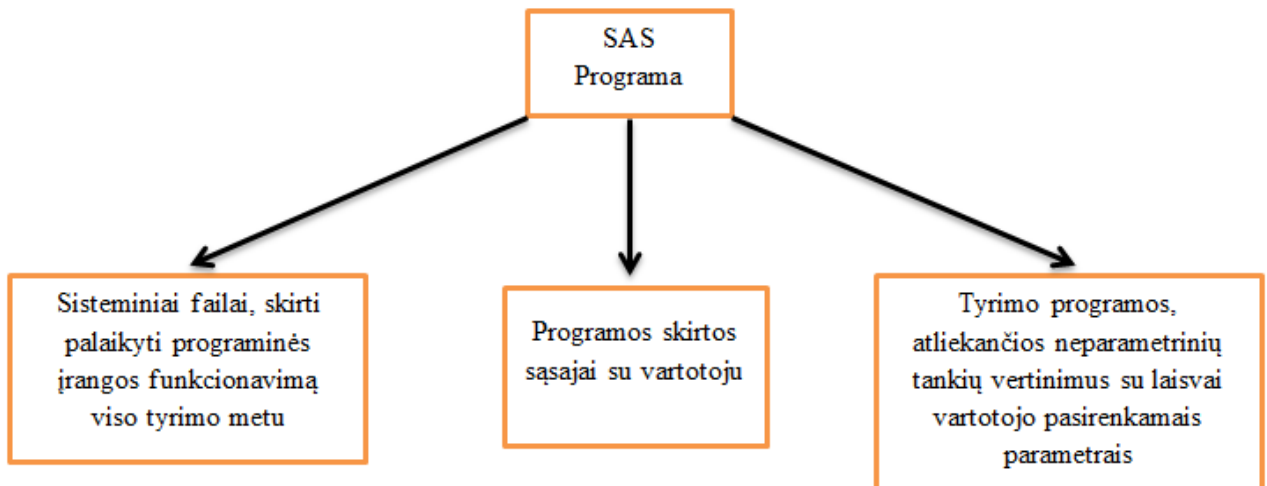 SAS
Programa
Sisteminiai failai, skirti
palaikyti programinės
įrangos funkcionavimą
viso tyrimo metu
Programos skirtos
sąsajai su vartotoju
Tyrimo programos,
atliekančios neparametrinių
tankių vertinimus su laisvai
vartotojo pasirenkamais
parametrais